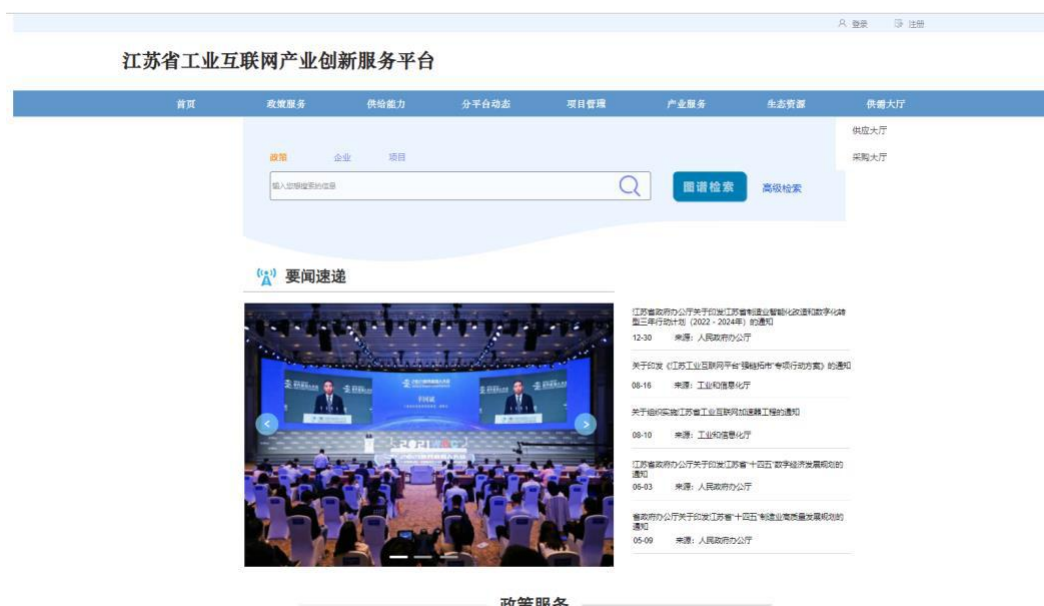 登录 注册
江苏省工业互联网产业创新服务平台
首页 政策服务 供给能力 分平台动态 项目管理 产业服务 生态资源 供需大厅
供应大厅
采购大厅
政策 企业 项目
输入您想搜索的信息
图谱检索 高级检索
要闻速递
江苏省政府办公厅关于印发江苏省制造业智能化改造和数字化转
型三年行动计划（2022－2024年）的通知
12-30 来源：人民政府办公厅
关于印发《江苏工业互联网平台“强链拓市”专项行动方案》的通知
08-16 来源：工业和信息化厅
关于组织实施江苏省工业互联网加速器工程的通知
08-10 来源：工业和信息化厅
江苏省政府办公厅关于印发江苏省“十四五”数字经济发展规划的
通知
06-03 来源：人民政府办公厅
省政府办公厅关于印发江苏省“十四五”制造业高质量发展规划的
通知
05-09 来源：人民政府办公厅
2021
政策服务